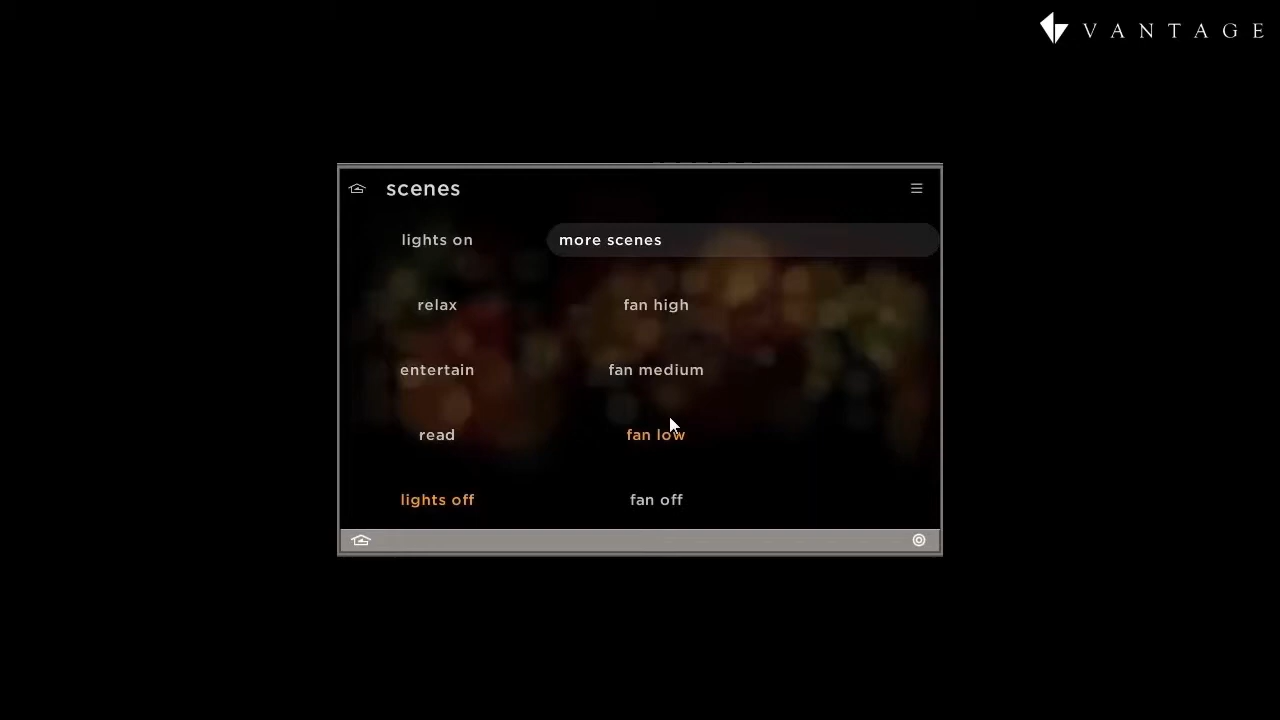 VANTAGE
scenes
lights on
more scenes
relax
fan high
entertain
fan medium
read
fan low
lights off
fan off